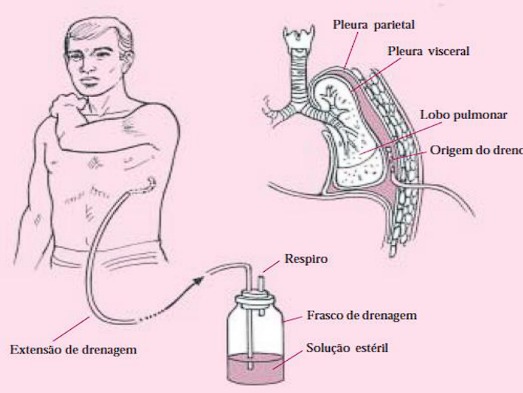 Pleura parietal
Pleura visceral
Lobo pulmonar
Origem do dreno
Respiro
Frasco de drenagem
Solução estéril
Extensão de drenagem